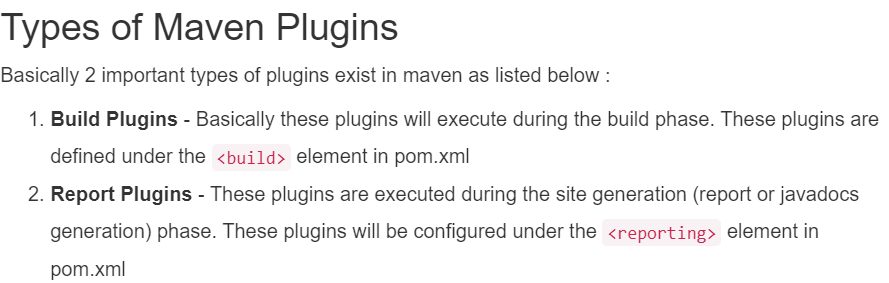 Types of Maven Plugins
Basically 2 important types of plugins exist in maven as listed below :
1. Build Plugins - Basically these plugins will execute during the build phase. These plugins are
defined under the <build> element in pom.xml
2. Report Plugins - These plugins are executed during the site generation (report or javadocs
generation) phase. These plugins will be configured under the <reporting> element in
pom.xml